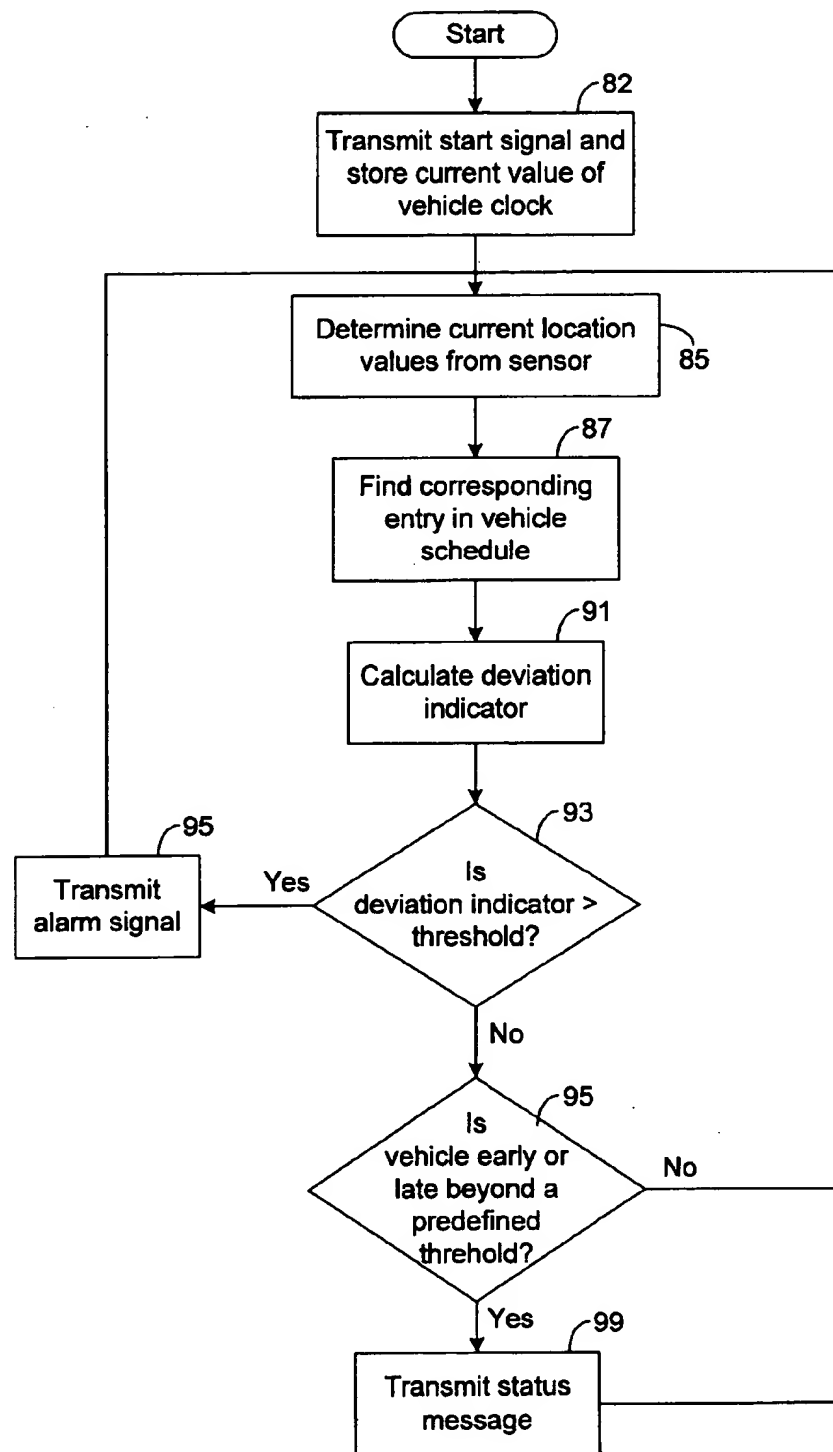 Start
82
Transmit start signal and
store current value of
vehicle clock
Determine current location
values from sensor
85
87
Find corresponding
entry in vehicle
schedule
91
Calculate deviation
indicator
93
Is
deviation indicator >
threshold?
Yes
95
Transmit
alarm signal
No
95
Is
vehicle early or
late beyond a
predefined
threhold?
No
Yes
99
Transmit status
message